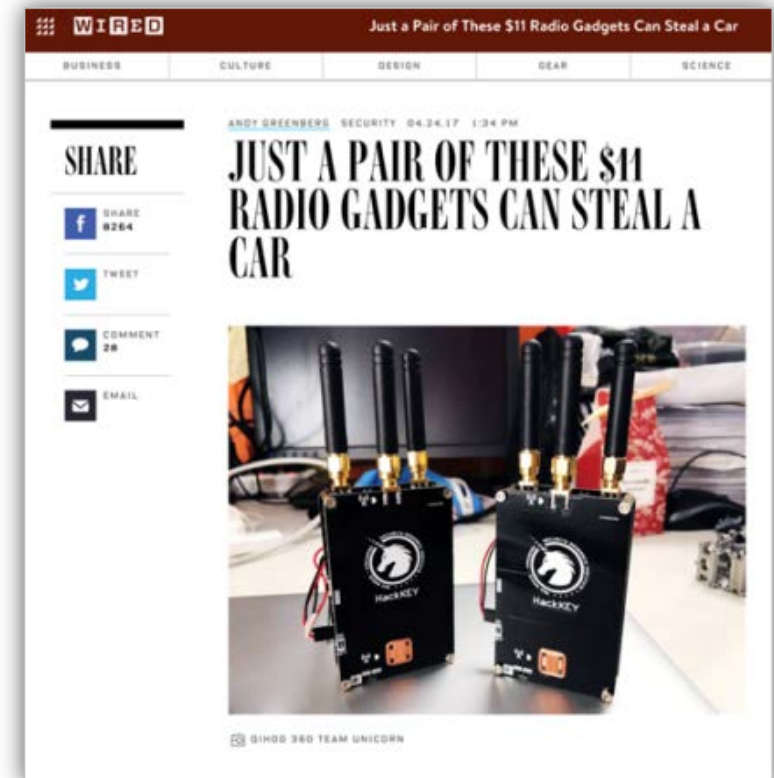 WIRED
Just a Pair of These $11 Radio Gadgets Can Steal a Car
BUSINESS
CULTURE
DESIGN
GEAR
SCIENCE
SHARE
SHARE
8264
TWEET
COMMENT
28
EMAIL
ANDY GREENBERG SECURITY 04.24.17 1:34 PM
JUST A PAIR OF THESE $11
RADIO GADGETS CAN STEAL A
CAR
HackKEY
HackKEY
QIHOO 360 TEAM UNICORN